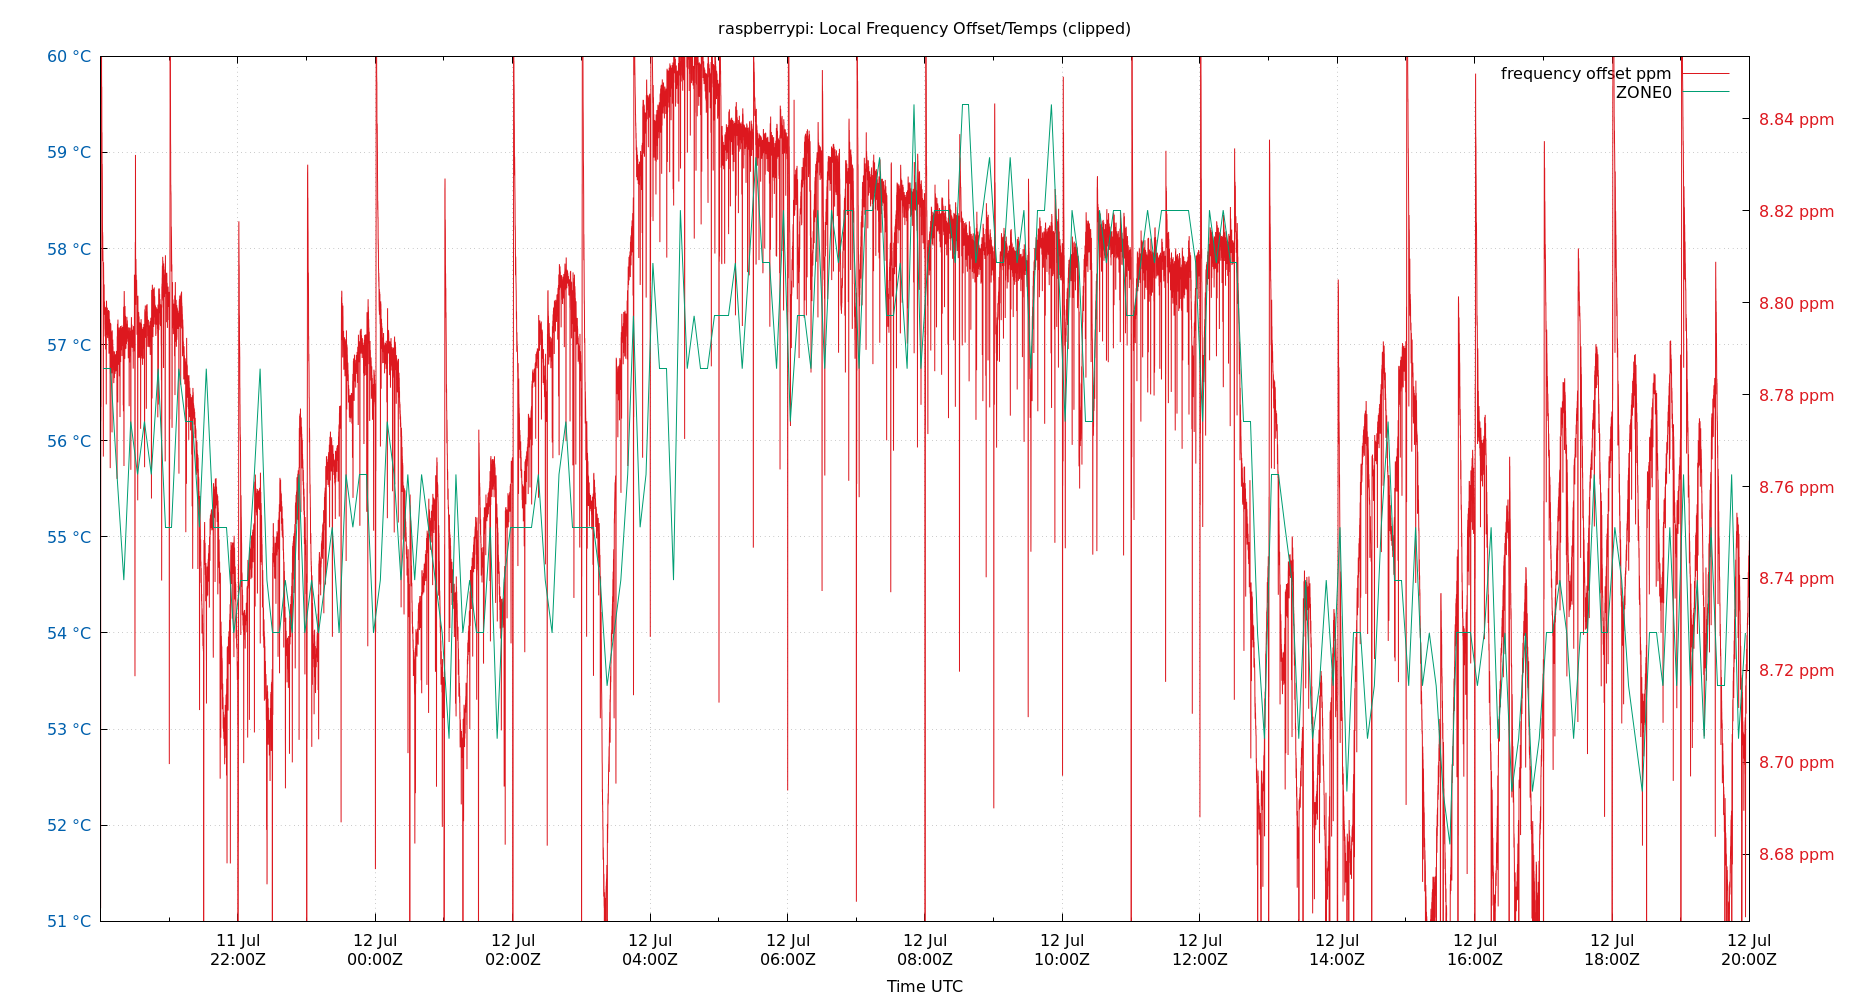 raspberrypi: Local Frequency Offset/Temps (clipped)
60 °C
59 °C
58 °C
57 °C
56 °C
55 °C
54 °C
53 °C
52 °C
51 °C
frequency offset ppm
ZONE0
8.84 ppm
8.82 ppm
8.80 ppm
8.78 ppm
8.76 ppm
8.74 ppm
8.72 ppm
8.70 ppm
8.68 ppm
11 Jul
22:00Z
12 Jul
00:00Z
12 Jul
02:00Z
12 Jul
04:00Z
12 Jul
06:00Z
12 Jul
08:00Z
12 Jul
10:00Z
12 Jul
12:00Z
12 Jul
14:00Z
12 Jul
16:00Z
12 Jul
18:00Z
12 Jul
20:00Z
Time UTC